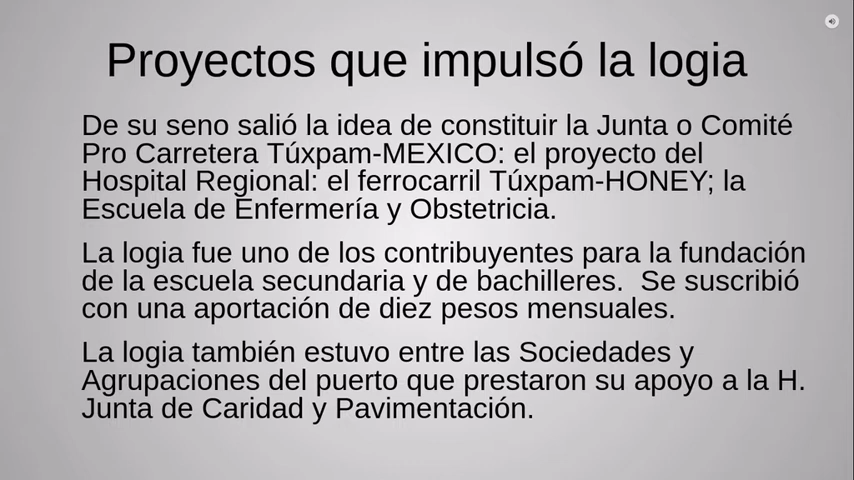 Proyectos que impulsó la logia
De su seno salió la idea de constituir la Junta o Comité
Pro Carretera Túxpam-MEXICO: el proyecto del
Hospital Regional: el ferrocarril Túxpam-HONEY; la
Escuela de Enfermería y Obstetricia.
La logia fue uno de los contribuyentes para la fundación
de la escuela secundaria y de bachilleres.  Se suscribió
con una aportación de diez pesos mensuales.
La logia también estuvo entre las Sociedades y
Agrupaciones del puerto que prestaron su apoyo a la H.
Junta de Caridad y Pavimentación.